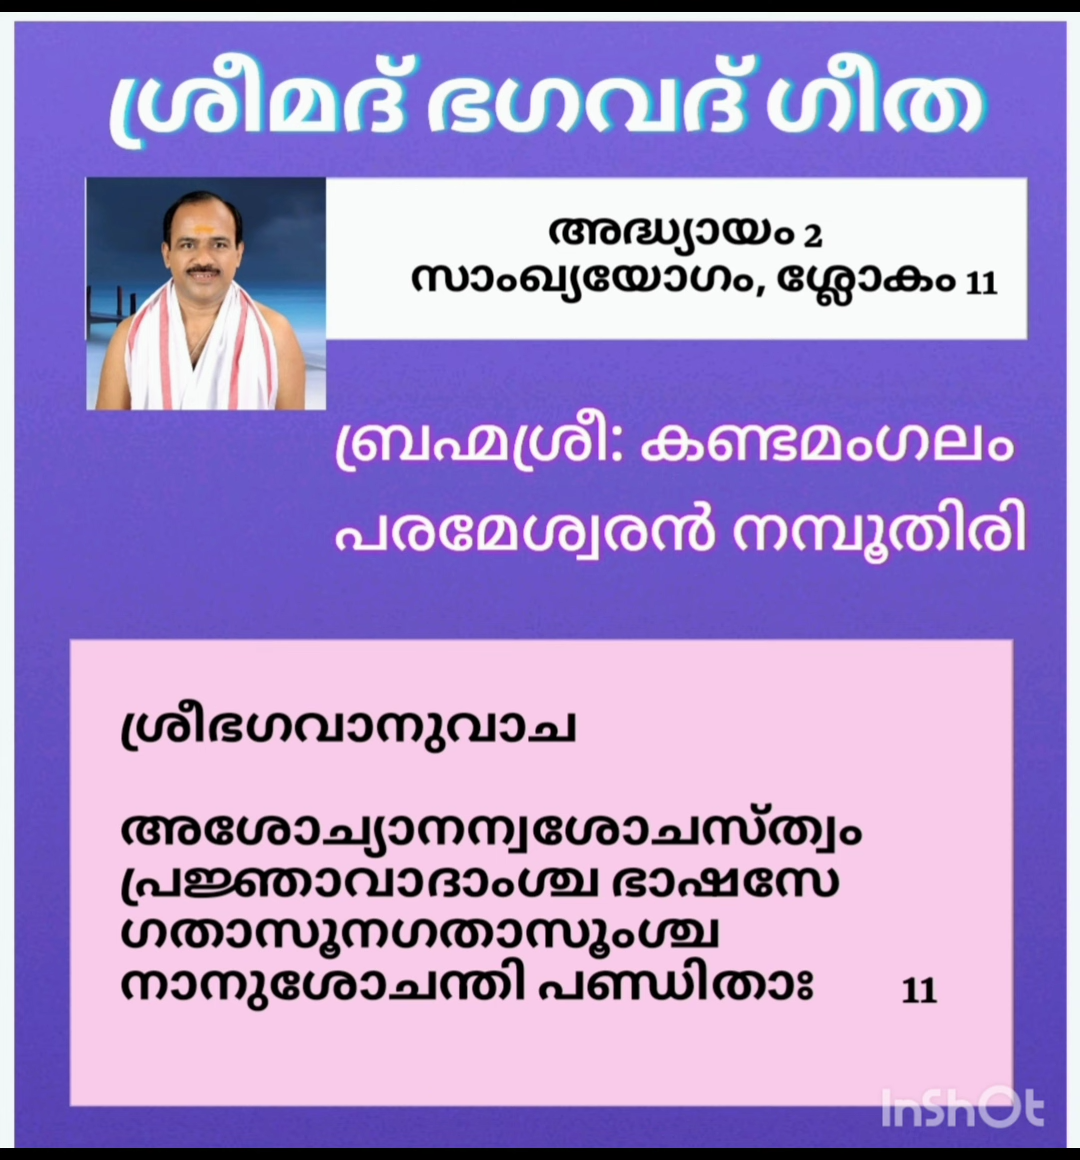 ശ്രീമദ് ഭഗവദ് ഗീത
അദ്ധ്യായം 2
സാംഖ്യയോഗം, ശ്ലോകം 11
ബ്രഹ്മശ്രീ: കണ്ടമംഗലം
പരമേശ്വരൻ നമ്പൂതിരി
ശ്രീഭഗവാനുവാച
അശോച്യാനന്വശോചസ്ത്വം
പ്രജ്ഞാവാദാംശ്ച ഭാഷസേ
ഗതാസൂനഗതാസൂംശ്ച
നാനുശോചന്തി പണ്ഡിതാഃ 11
InShOt